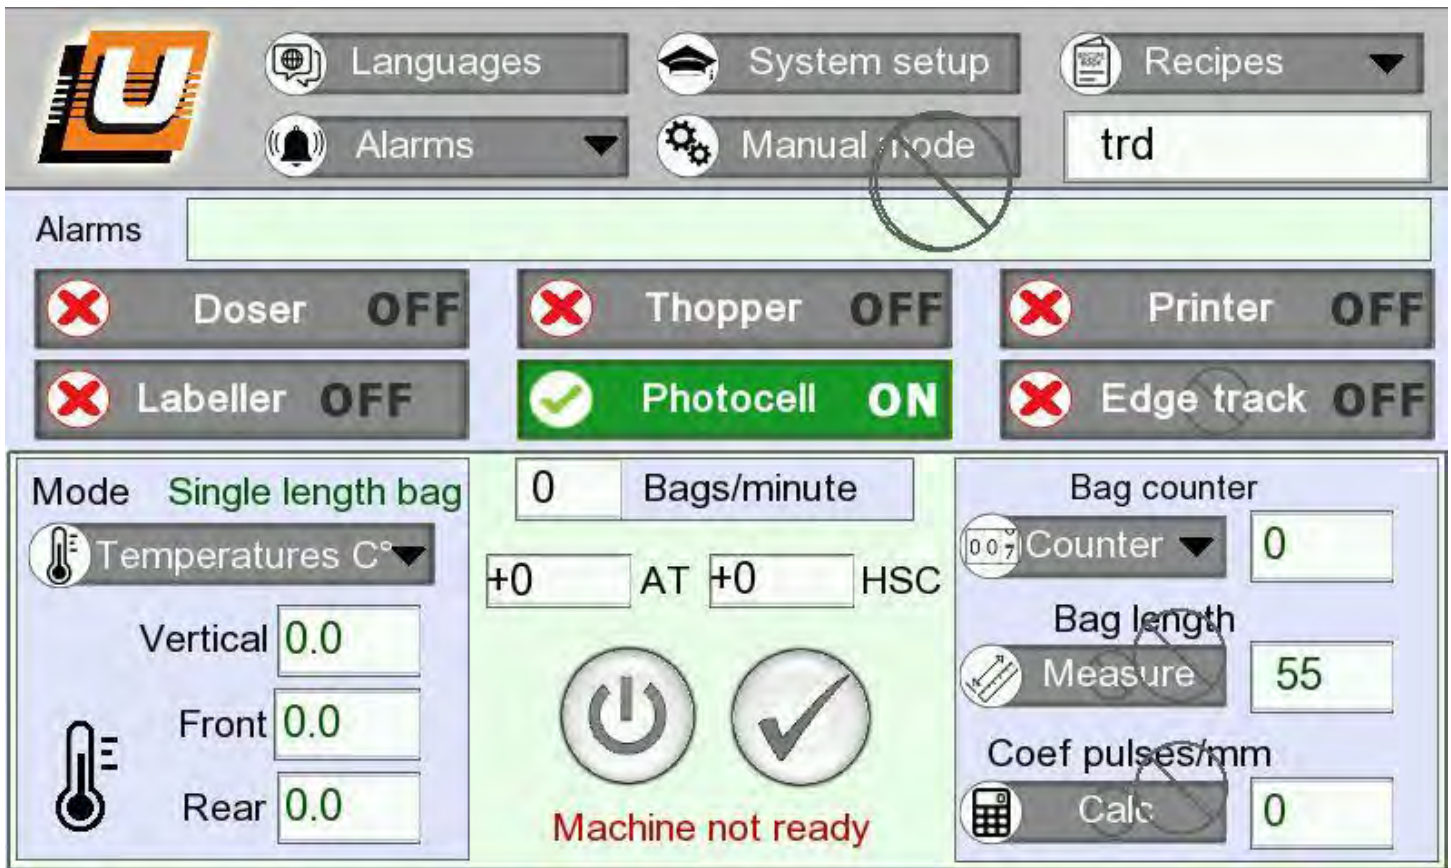 U
Languages
System setup
Recipes
Alarms
Manual mode
trd
Alarms
Doser OFF
Thopper OFF
Printer OFF
Labeller OFF
Photocell ON
Edge track OFF
Mode Single length bag
Temperatures C°
Vertical 0.0
Front 0.0
Rear 0.0
0 Bags/minute
+0 AT +0 HSC
Machine not ready
Bag counter
007 Counter 0
Bag length
Measure 55
Coef pulses/mm
Calc 0